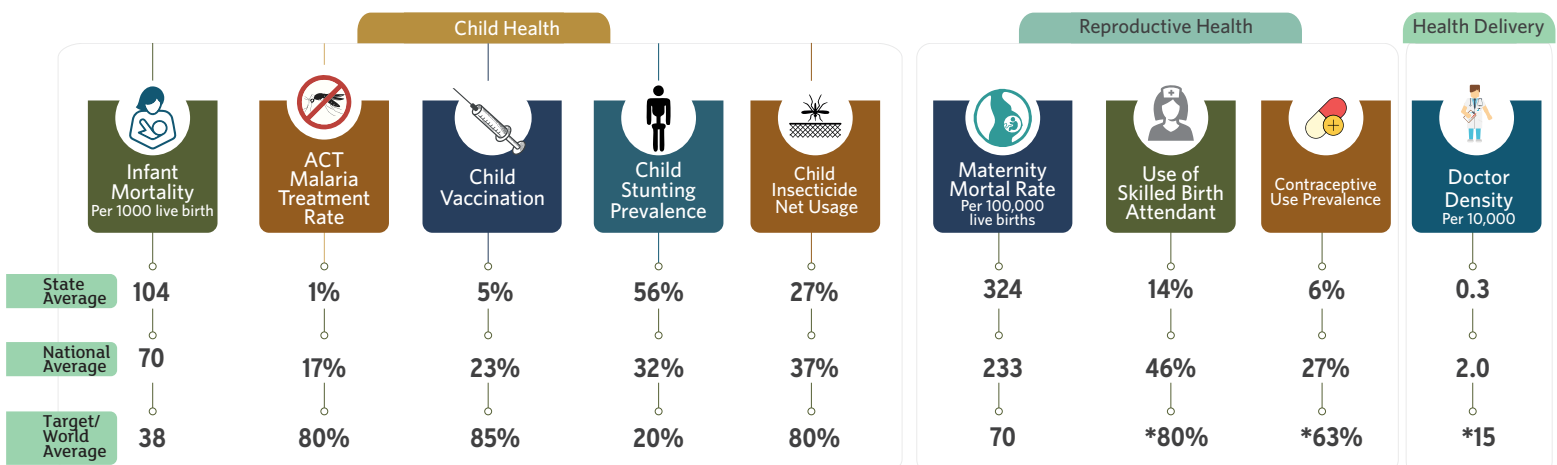 Child Health
Reproductive Health
Health Delivery
Infant
Mortality
Per 1000 live birth
ACT
Malaria
Treatment
Rate
Child
Vaccination
Child
Stunting
Prevalence
Child
Insecticide
Net Usage
Maternity
Mortal Rate
Per 100,000
live births
Use of
Skilled Birth
Attendant
Contraceptive
Use Prevalence
Doctor
Density
Per 10,000
State
Average
104
1%
5%
56%
27%
324
14%
6%
0.3
National
Average
70
17%
23%
32%
37%
233
46%
27%
2.0
Target/
World
Average
38
80%
85%
20%
80%
70
*80%
*63%
*15